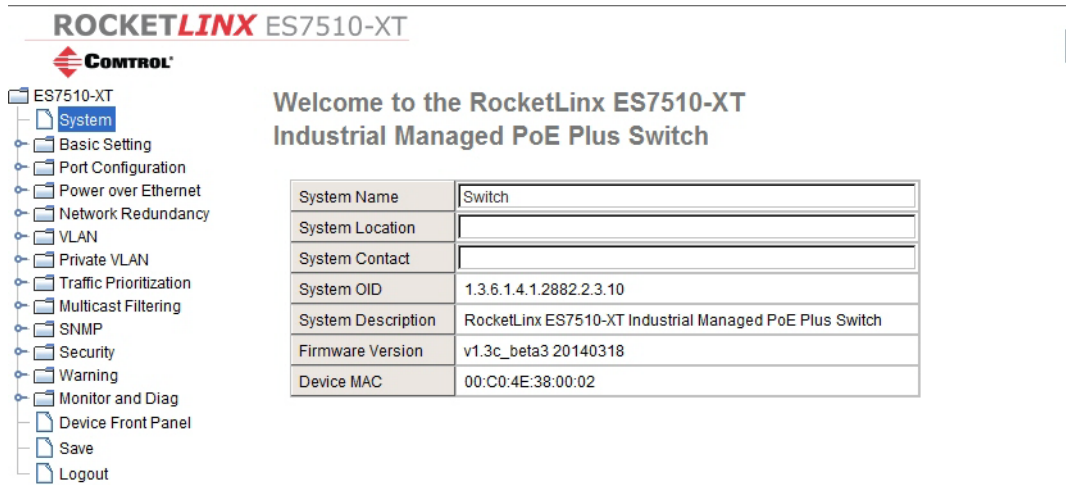 ROCKETLINX ES7510-XT
COMTROL®
ES7510-XT
System
Basic Setting
Port Configuration
Power over Ethernet
Network Redundancy
VLAN
Private VLAN
Traffic Prioritization
Multicast Filtering
SNMP
Security
Warning
Monitor and Diag
Device Front Panel
Save
Logout
Welcome to the RocketLinx ES7510-XT
Industrial Managed PoE Plus Switch
System Name Switch
System Location
System Contact
System OID 1.3.6.1.4.1.2882.2.3.10
System Description RocketLinx ES7510-XT Industrial Managed PoE Plus Switch
Firmware Version v1.3c_beta3 20140318
Device MAC 00:C0:4E:38:00:02